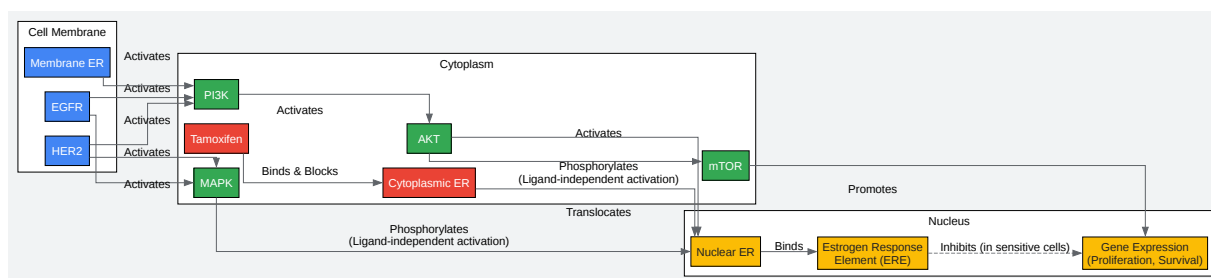 Cell Membrane
Membrane ER
EGFR
HER2
Activates
Activates
Activates
Activates
Activates
Cytoplasm
PI3K
Activates
Tamoxifen
AKT
Activates
MAPK
Binds & Blocks
Cytoplasmic ER
Phosphorylates
(Ligand-independent activation)
mTOR
Promotes
Translocates
Phosphorylates
(Ligand-independent activation)
Nucleus
Nuclear ER
Binds
Estrogen Response
Element (ERE)
Inhibits (in sensitive cells)
Gene Expression
(Proliferation, Survival)